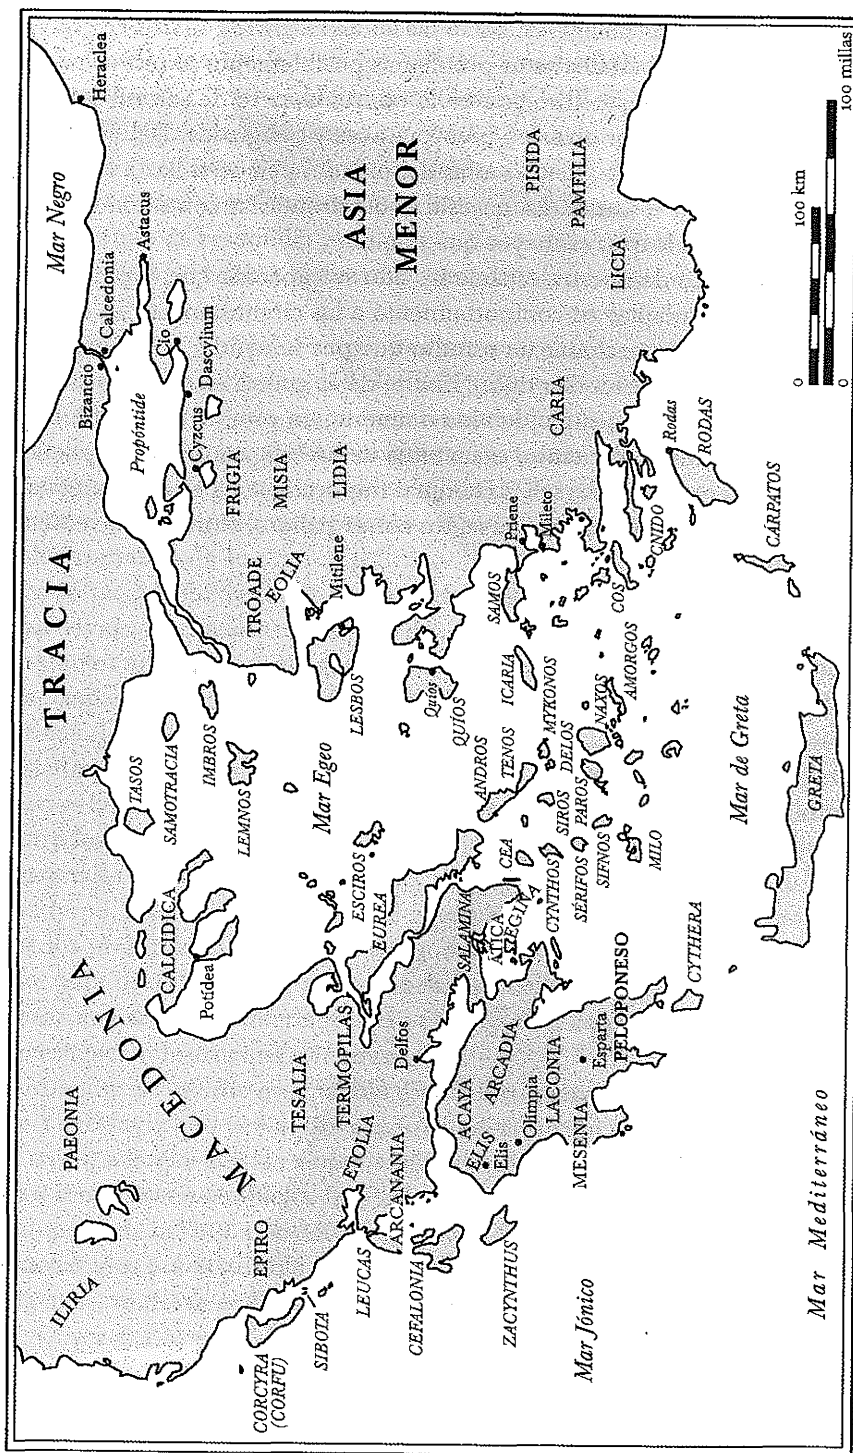 Mar Negro
Heraclea
TRACIA
Bizancio
Calcedonia
Astacus
Propóntide
Cío
Dascylium
Cyzcus
PAEONIA
ILIRIA
MACEDONIA
CALCIDICA
Potídea
TASOS
SAMOTRACIA
IMBROS
LEMNOS
TRÓADE
EOLIA
FRIGIA
MISIA
LIDIA
ASIA
MENOR
EPIRO
CORCYRA
(CORFU)
SIBOTA
TESALIA
TERMÓPILAS
Mar Egeo
ESCIROS
EUREA
LESBOS
Mitilene
LEUCAS
ETOLIA
ARCANANIA
Delfos
CEFALONIA
Quíos
QUÍOS
ACAYA
ARCADIA
ELIS
Elis
Olimpia
SALAMINA
ÁTICA
AEGINA
ANDROS
TENOS
CEA
ICARIA
SAMOS
Priene
Mileto
CARIA
PISIDA
PAMFILIA
LICIA
ZACYNTHUS
Mar Jónico
LACONIA
MESENIA
Esparta
PELOPONESO
CYNTHOS
SÉRIFOS
SIFNOS
SIROS
MYKONOS
DELOS
PAROS
NAXOS
AMORGOS
MILO
COS
CNIDO
Rodas
RODAS
CÁRPATOS
CYTHERA
Mar de Greta
GRETA
Mar Mediterráneo
0
100 km
0
100 millas